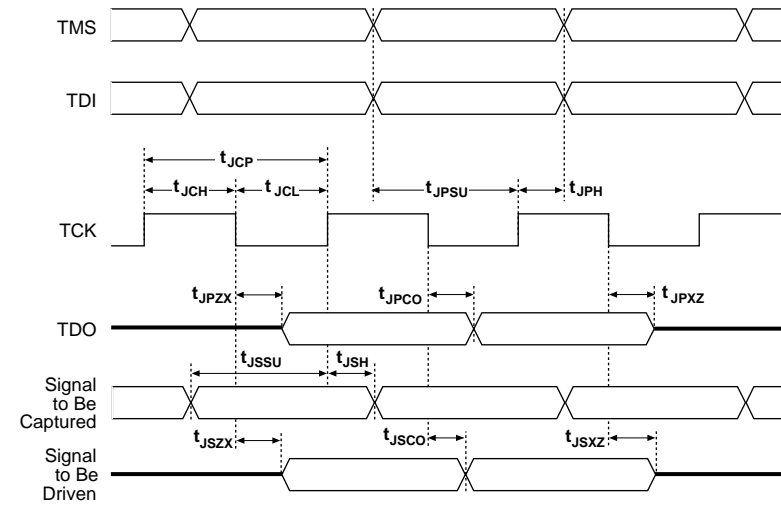 TMS
TDI
tJCP
tJCH
tJCL
tJPSU
tJPH
TCK
tJPZX
tJPCO
tJPXZ
TDO
tJSSU
tJSH
Signal
to Be
Captured
tJSZX
tJSCO
tJSXZ
Signal
to Be
Driven